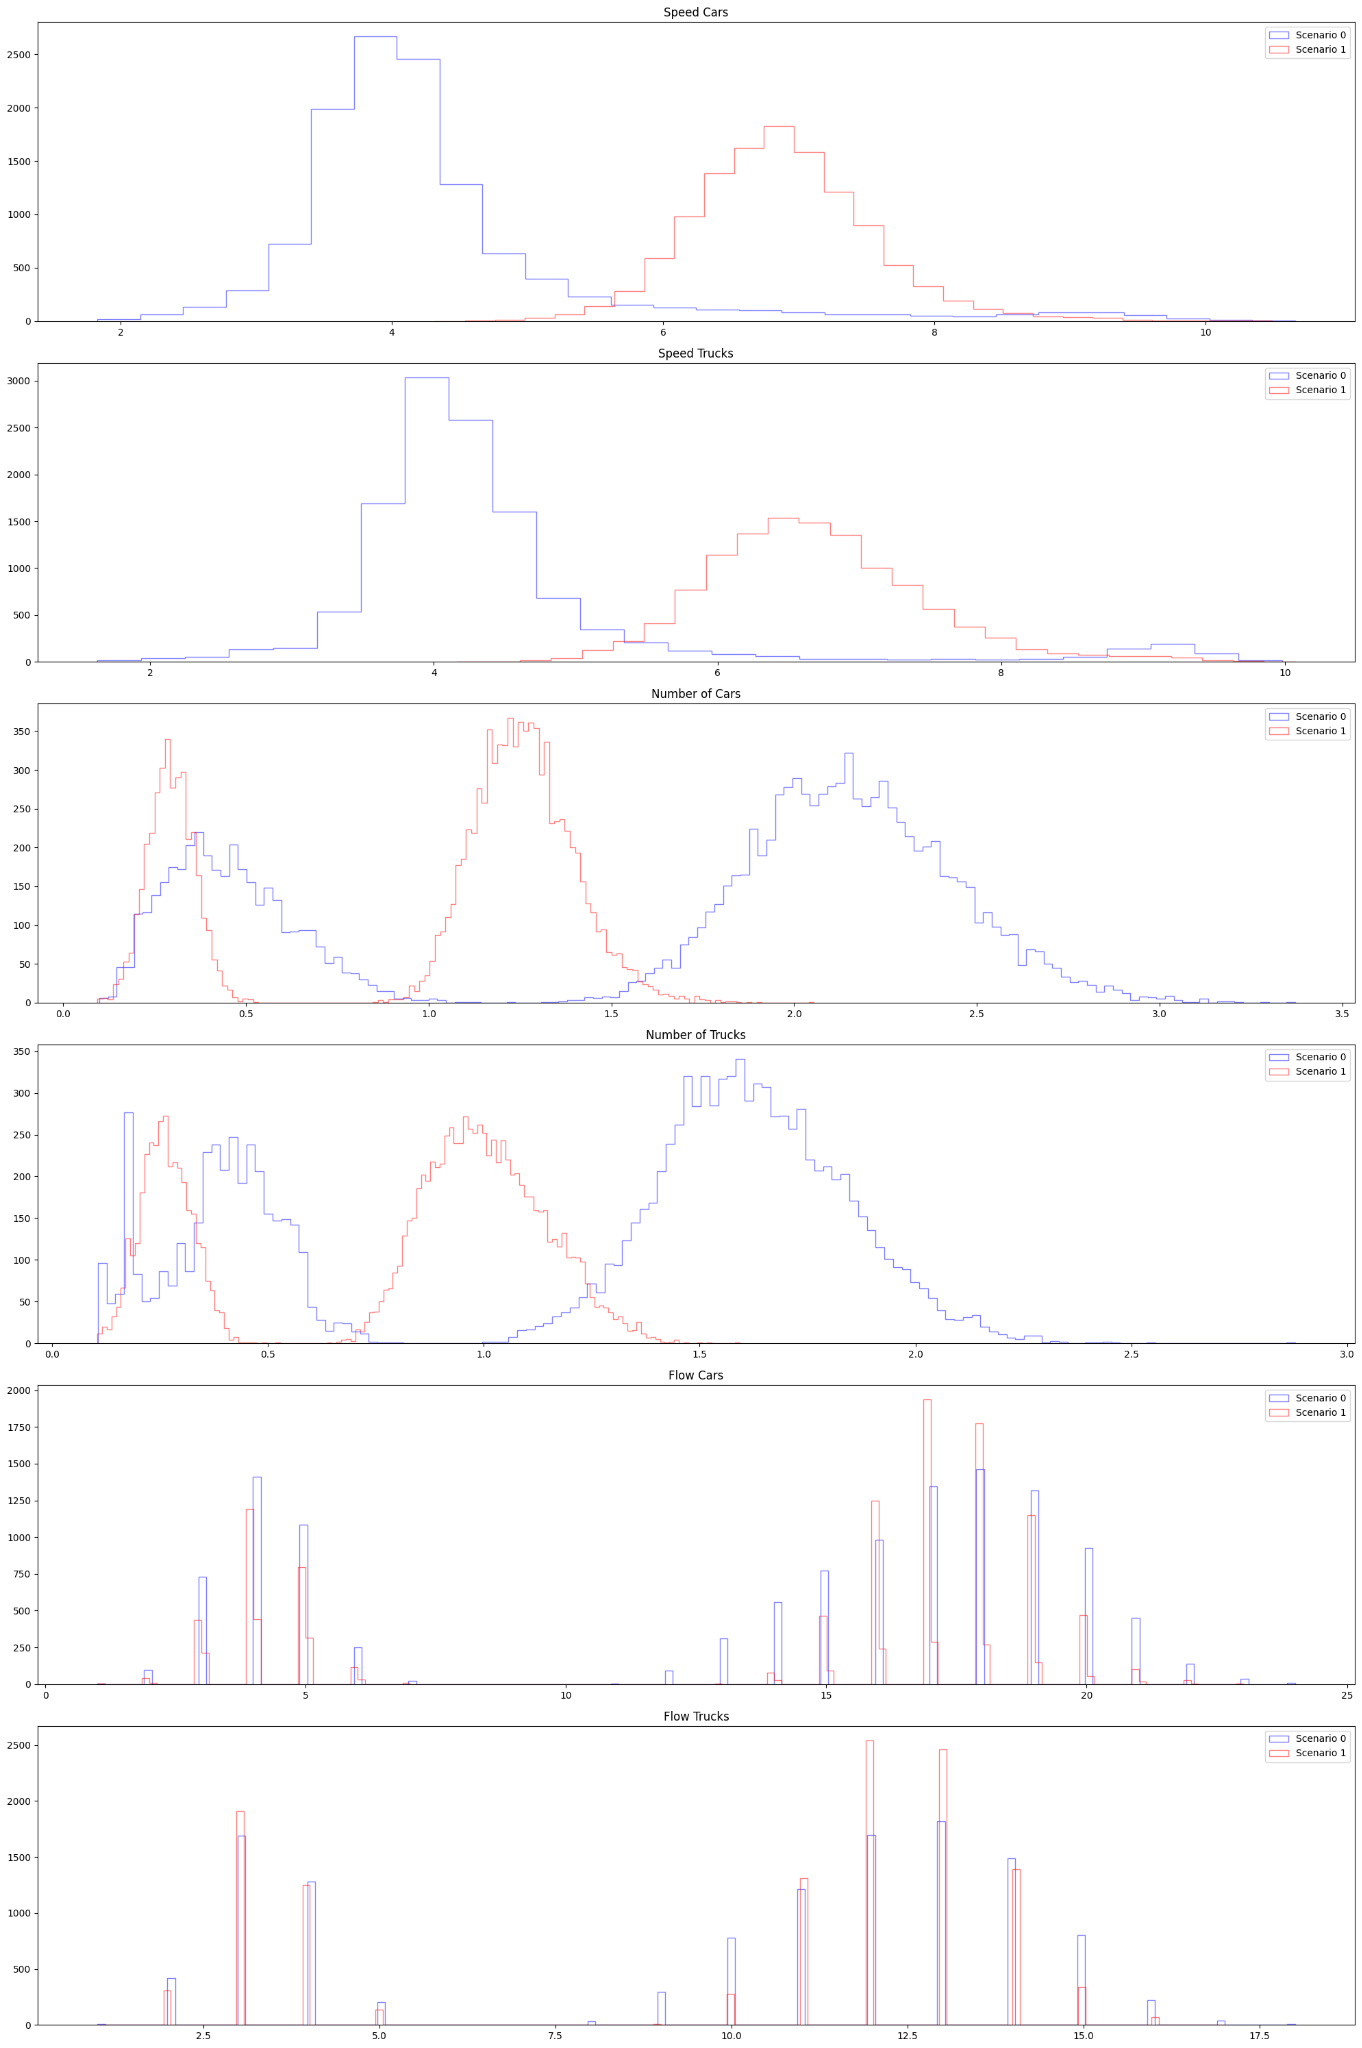 Speed Cars
Scenario 0
Scenario 1
2500
2000
1500
1000
500
0
2 4 6 8 10
Speed Trucks
Scenario 0
Scenario 1
3000
2500
2000
1500
1000
500
0
2 4 6 8 10
Number of Cars
Scenario 0
Scenario 1
350
300
250
200
150
100
50
0
0.0 0.5 1.0 1.5 2.0 2.5 3.0 3.5
Number of Trucks
Scenario 0
Scenario 1
350
300
250
200
150
100
50
0
0.0 0.5 1.0 1.5 2.0 2.5 3.0
Flow Cars
Scenario 0
Scenario 1
2000
1750
1500
1250
1000
750
500
250
0
0 5 10 15 20 25
Flow Trucks
Scenario 0
Scenario 1
2500
2000
1500
1000
500
0
2.5 5.0 7.5 10.0 12.5 15.0 17.5